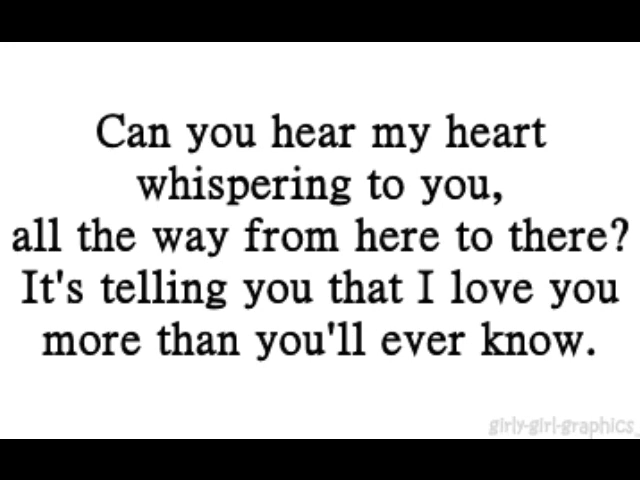 Can you hear my heart
whispering to you,
all the way from here to there?
It's telling you that I love you
more than you'll ever know.
girly-girl-graphics